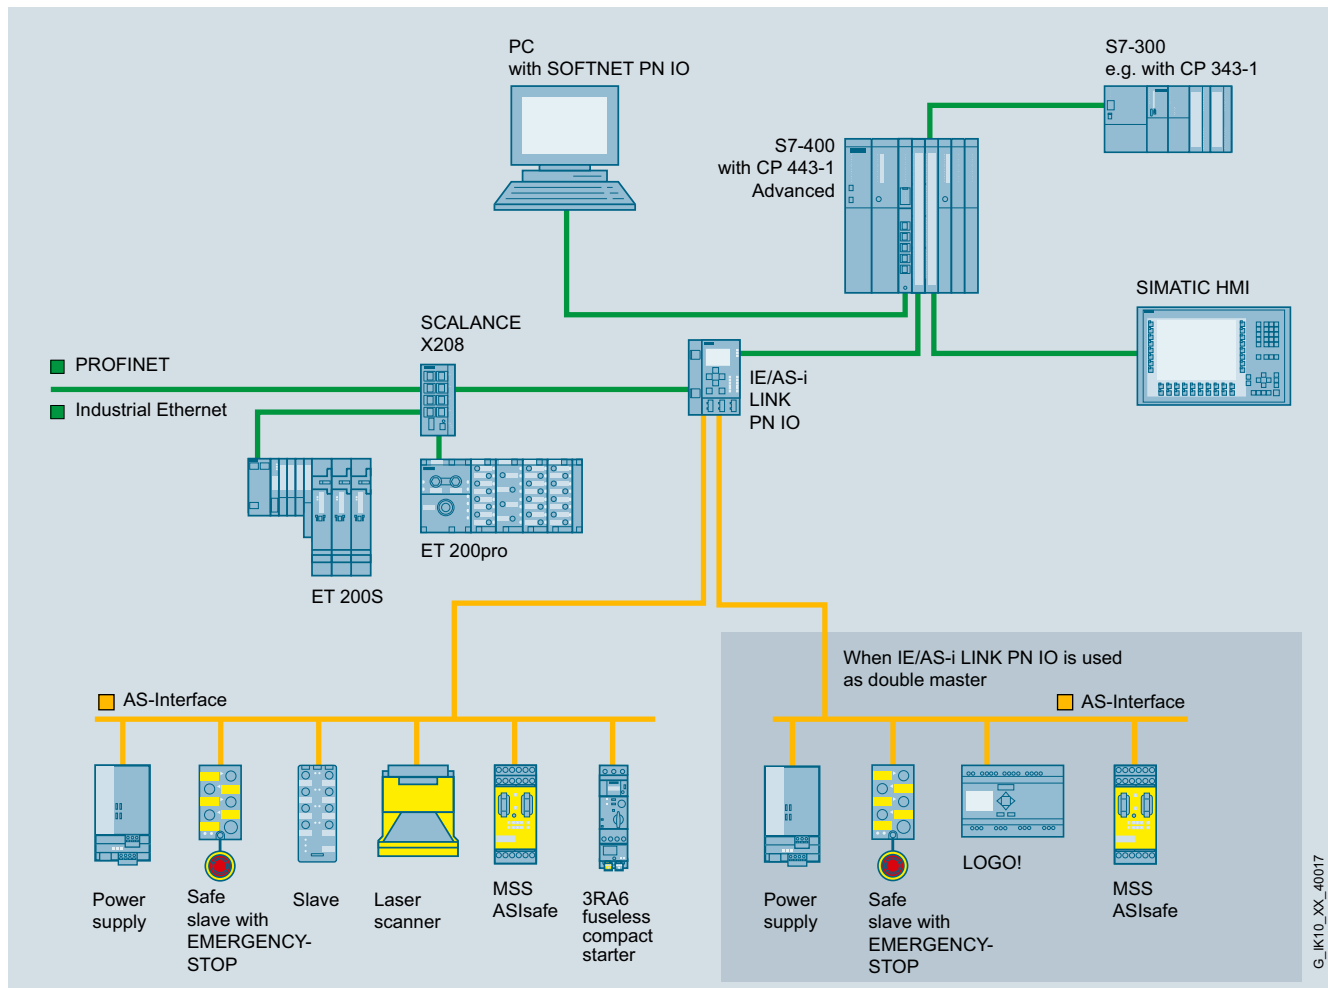 PC
with SOFTNET PN IO
S7-300
e.g. with CP 343-1
S7-400
with CP 443-1
Advanced
SIMATIC HMI
SCALANCE
X208
PROFINET
Industrial Ethernet
IE/AS-i
LINK
PN IO
ET 200pro
ET 200S
When IE/AS-i LINK PN IO is used
as double master
AS-Interface
AS-Interface
Power
supply
Safe
slave with
EMERGENCY-
STOP
Slave
Laser
scanner
MSS
ASIsafe
3RA6
fuseless
compact
starter
Power
supply
Safe
slave with
EMERGENCY-
STOP
LOGO!
MSS
ASIsafe
G_IK10_XX_40017